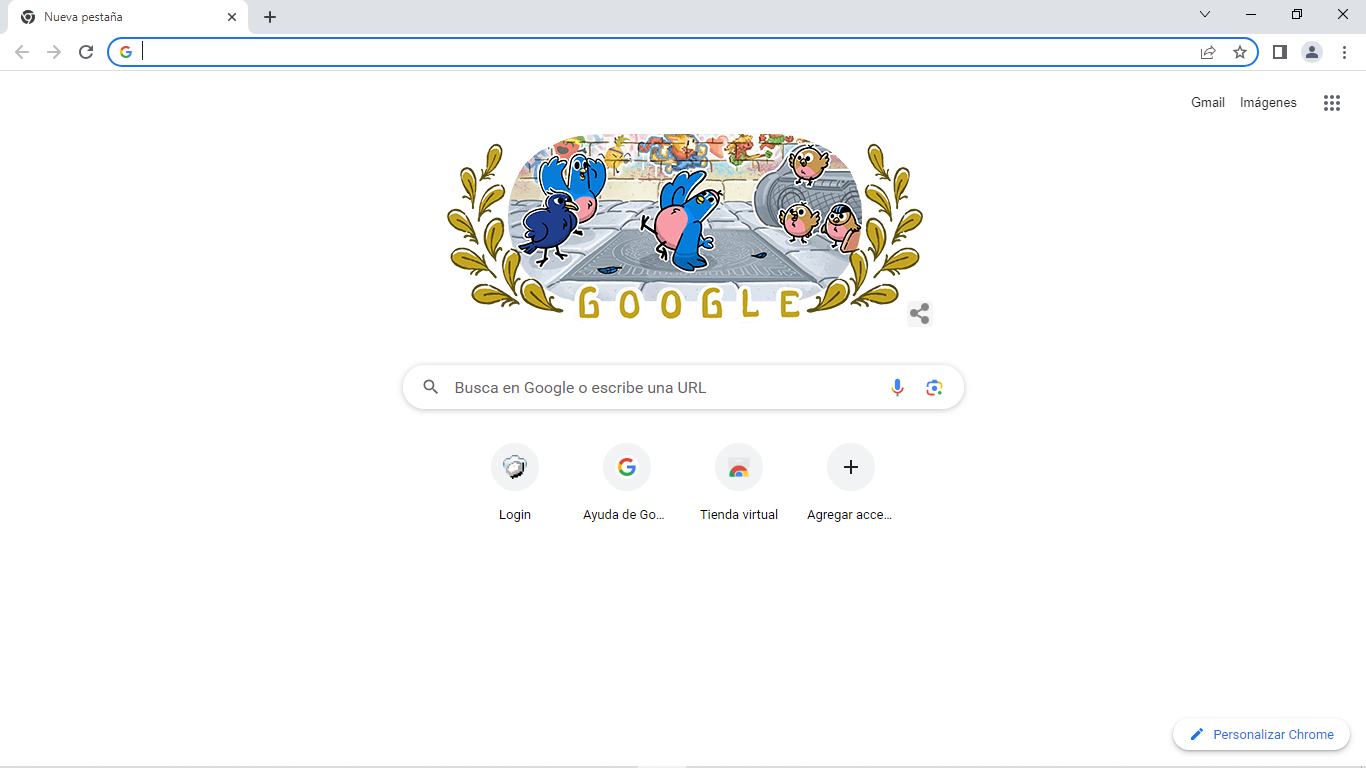 Nueva pestaña
Gmail
Imágenes
GOOGLE
Busca en Google o escribe una URL
Login
Ayuda de Go...
Tienda virtual
Agregar acce...
Personalizar Chrome